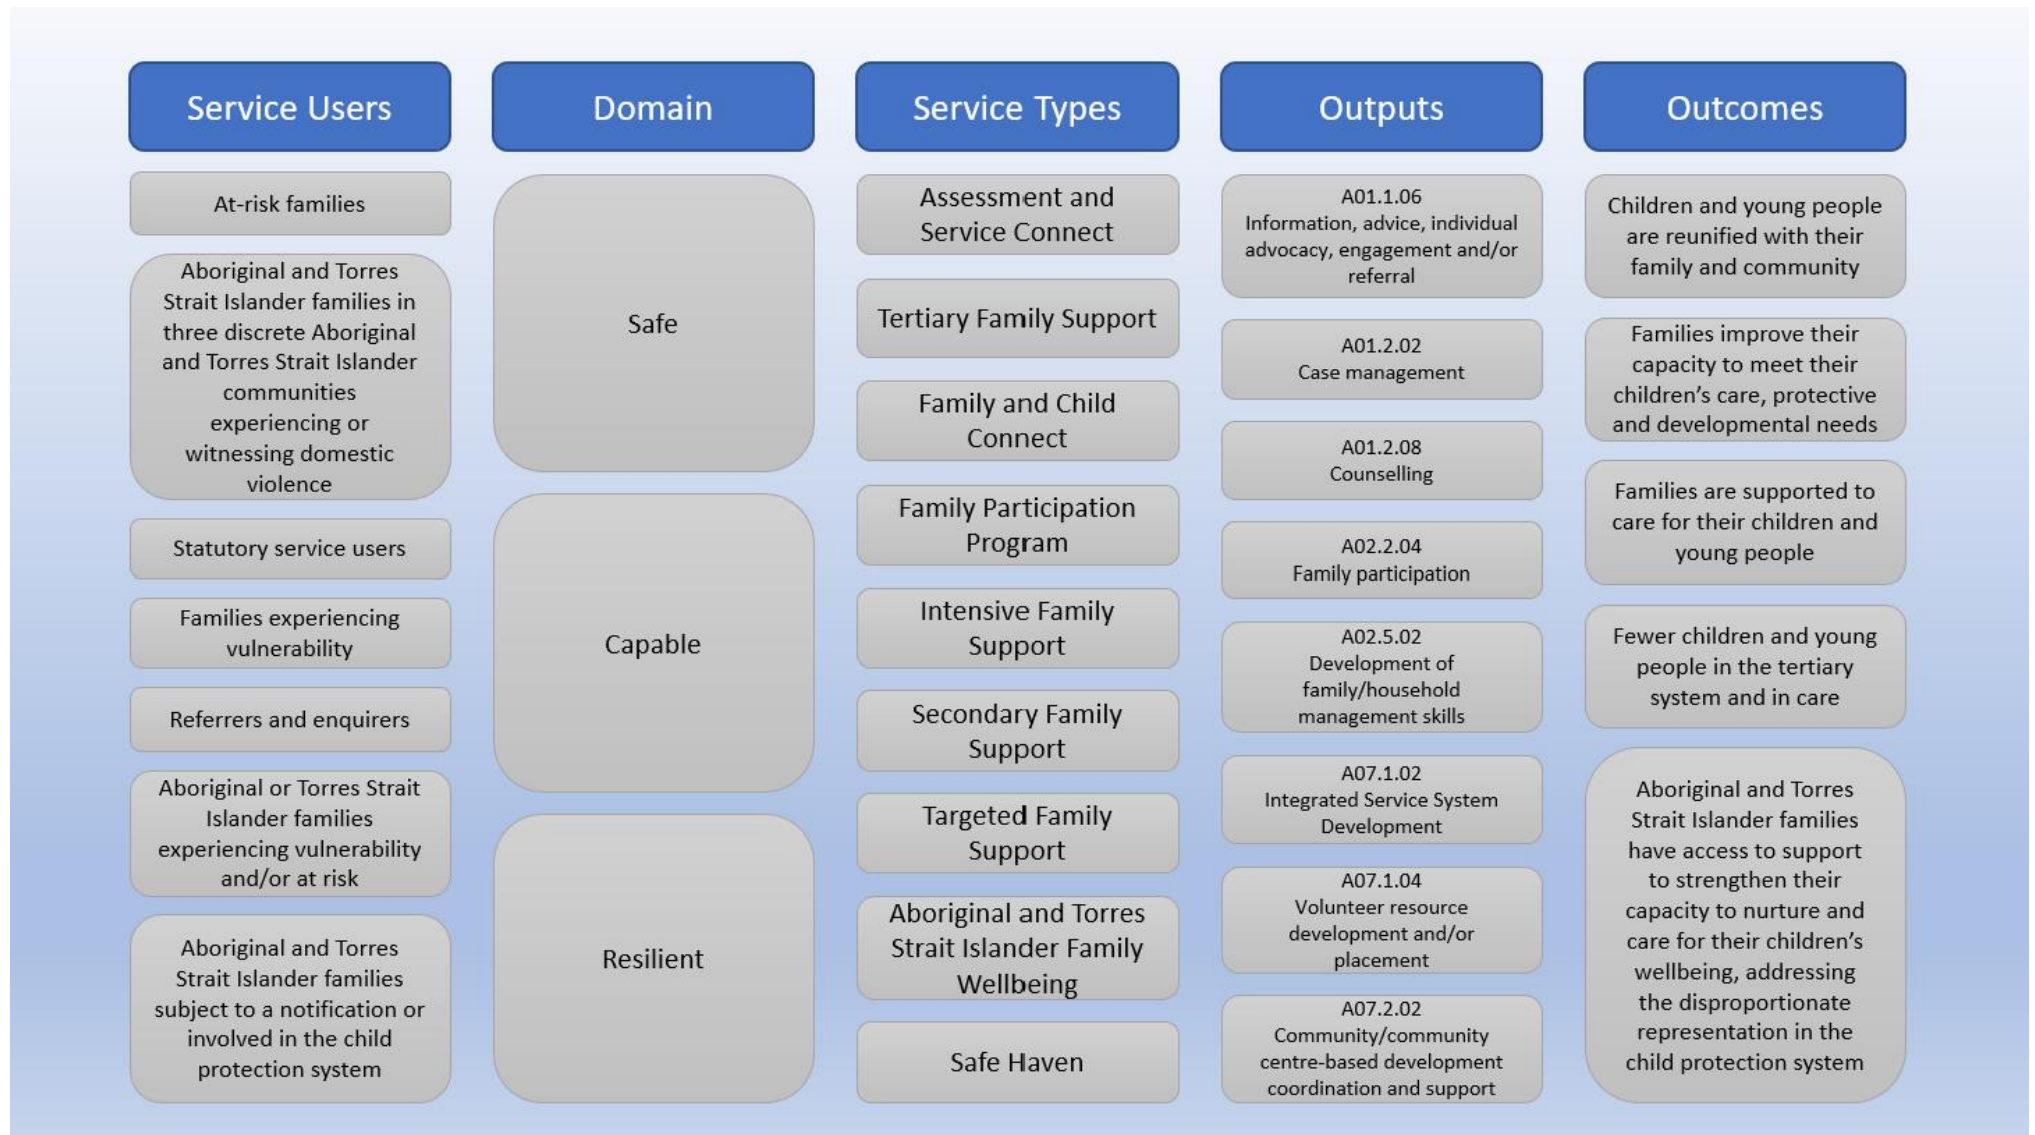 Service Users
At-risk families
Aboriginal and Torres
Strait Islander families in
three discrete Aboriginal
and Torres Strait Islander
communities
experiencing or
witnessing domestic
violence
Statutory service users
Families experiencing
vulnerability
Referrers and enquirers
Aboriginal or Torres Strait
Islander families
experiencing vulnerability
and/or at risk
Aboriginal and Torres
Strait Islander families
subject to a notification or
involved in the child
protection system
Domain
Safe
Capable
Resilient
Service Types
Assessment and
Service Connect
Tertiary Family Support
Family and Child
Connect
Family Participation
Program
Intensive Family
Support
Secondary Family
Support
Targeted Family
Support
Aboriginal and Torres
Strait Islander Family
Wellbeing
Safe Haven
Outputs
A01.1.06
Information, advice, individual
advocacy, engagement and/or
referral
A01.2.02
Case management
A01.2.08
Counselling
A02.2.04
Family participation
A02.5.02
Development of
family/household
management skills
A07.1.02
Integrated Service System
Development
A07.1.04
Volunteer resource
development and/or
placement
A07.2.02
Community/community
centre-based development
coordination and support
Outcomes
Children and young people
are reunified with their
family and community
Families improve their
capacity to meet their
children’s care, protective
and developmental needs
Families are supported to
care for their children and
young people
Fewer children and young
people in the tertiary
system and in care
Aboriginal and Torres
Strait Islander families
have access to support
to strengthen their
capacity to nurture and
care for their children’s
wellbeing, addressing
the disproportionate
representation in the
child protection system